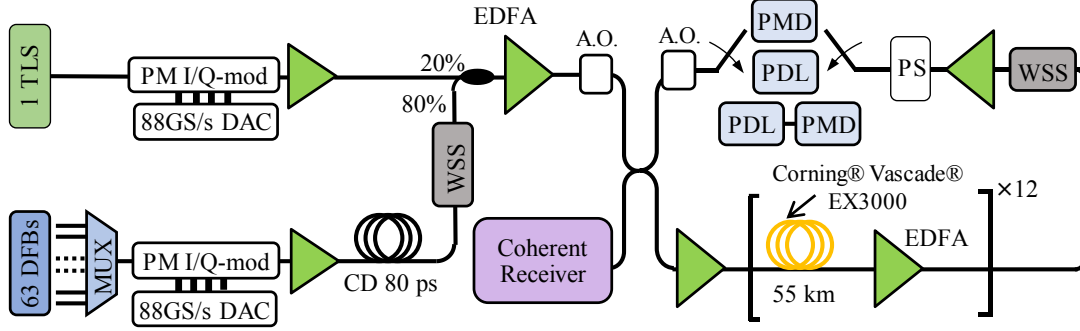 1 TLS
PM I/Q-mod
88GS/s DAC
20%
80%
EDFA
A.O.
A.O.
PMD
PDL
PDL
PMD
PS
WSS
WSS
63 DFBs
MUX
PM I/Q-mod
88GS/s DAC
CD 80 ps
Coherent
Receiver
Corning® Vascade®
EX3000
55 km
EDFA
×12